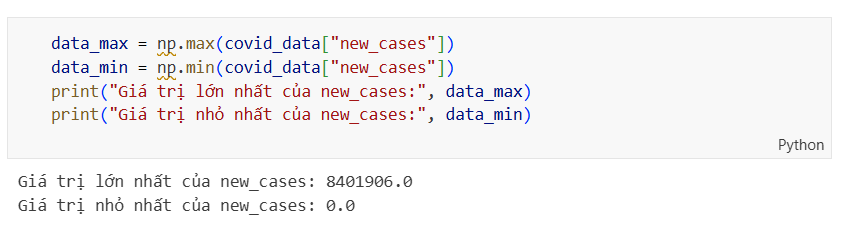 data_max = np.max(covid_data["new_cases"])
data_min = np.min(covid_data["new_cases"])
print("Giá trị lớn nhất của new_cases:", data_max)
print("Giá trị nhỏ nhất của new_cases:", data_min)
Python
Giá trị lớn nhất của new_cases: 8401906.0
Giá trị nhỏ nhất của new_cases: 0.0